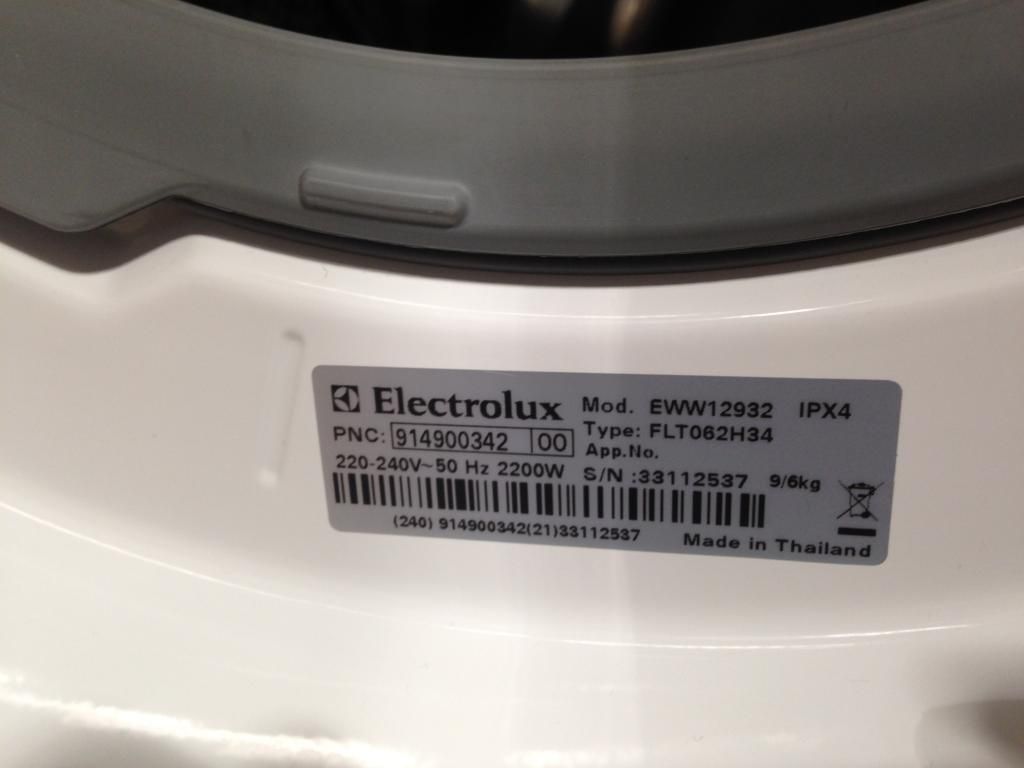 Electrolux
PNC: 914900342 00
220-240V~50 Hz 2200W
Mod. EWW12932 IPX4
Type: FLT062H34
App.No.
S/N :33112537 9/6kg
(240) 914900342(21)33112537
Made in Thailand